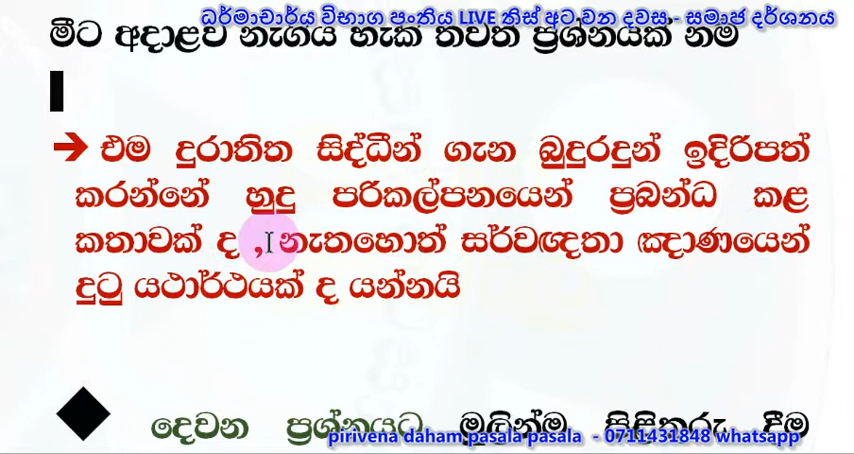 ධර්මාචාර්ය විභාග පංතිය LIVE තිස් අට වන දවස - සමාජ දර්ශනය
මීට අදාළව නැගිය හැකි තවත් ප්‍රශ්නයක් නම්
➔ එම දුරාතීත සිද්ධීන් ගැන බුදුරදුන් ඉදිරිපත්
කරන්නේ හුදු පරිකල්පනයෙන් ප්‍රබන්ධ කළ
කතාවක් ද , නැතහොත් සර්වඥතා ඤාණයෙන්
දුටු යථාර්ථයක් ද යන්නයි
දෙවන ප්‍රශ්නයට මුලින්ම පිළිතුරු දීම
pirivena daham pasala pasala - 0711431848 whatsapp